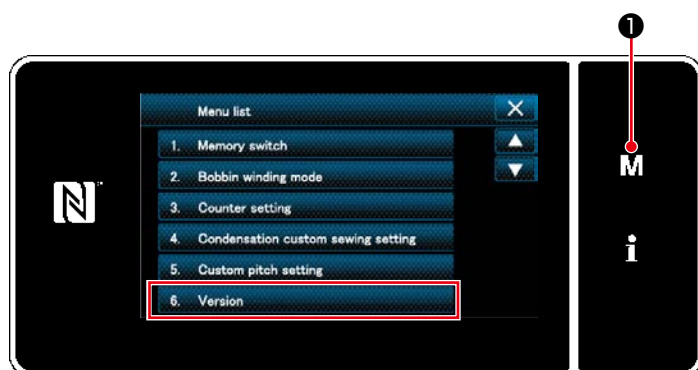 ❶
Menu list
1. Memory switch
2. Bobbin winding mode
3. Counter setting
4. Condensation custom sewing setting
5. Custom pitch setting
6. Version
M
i